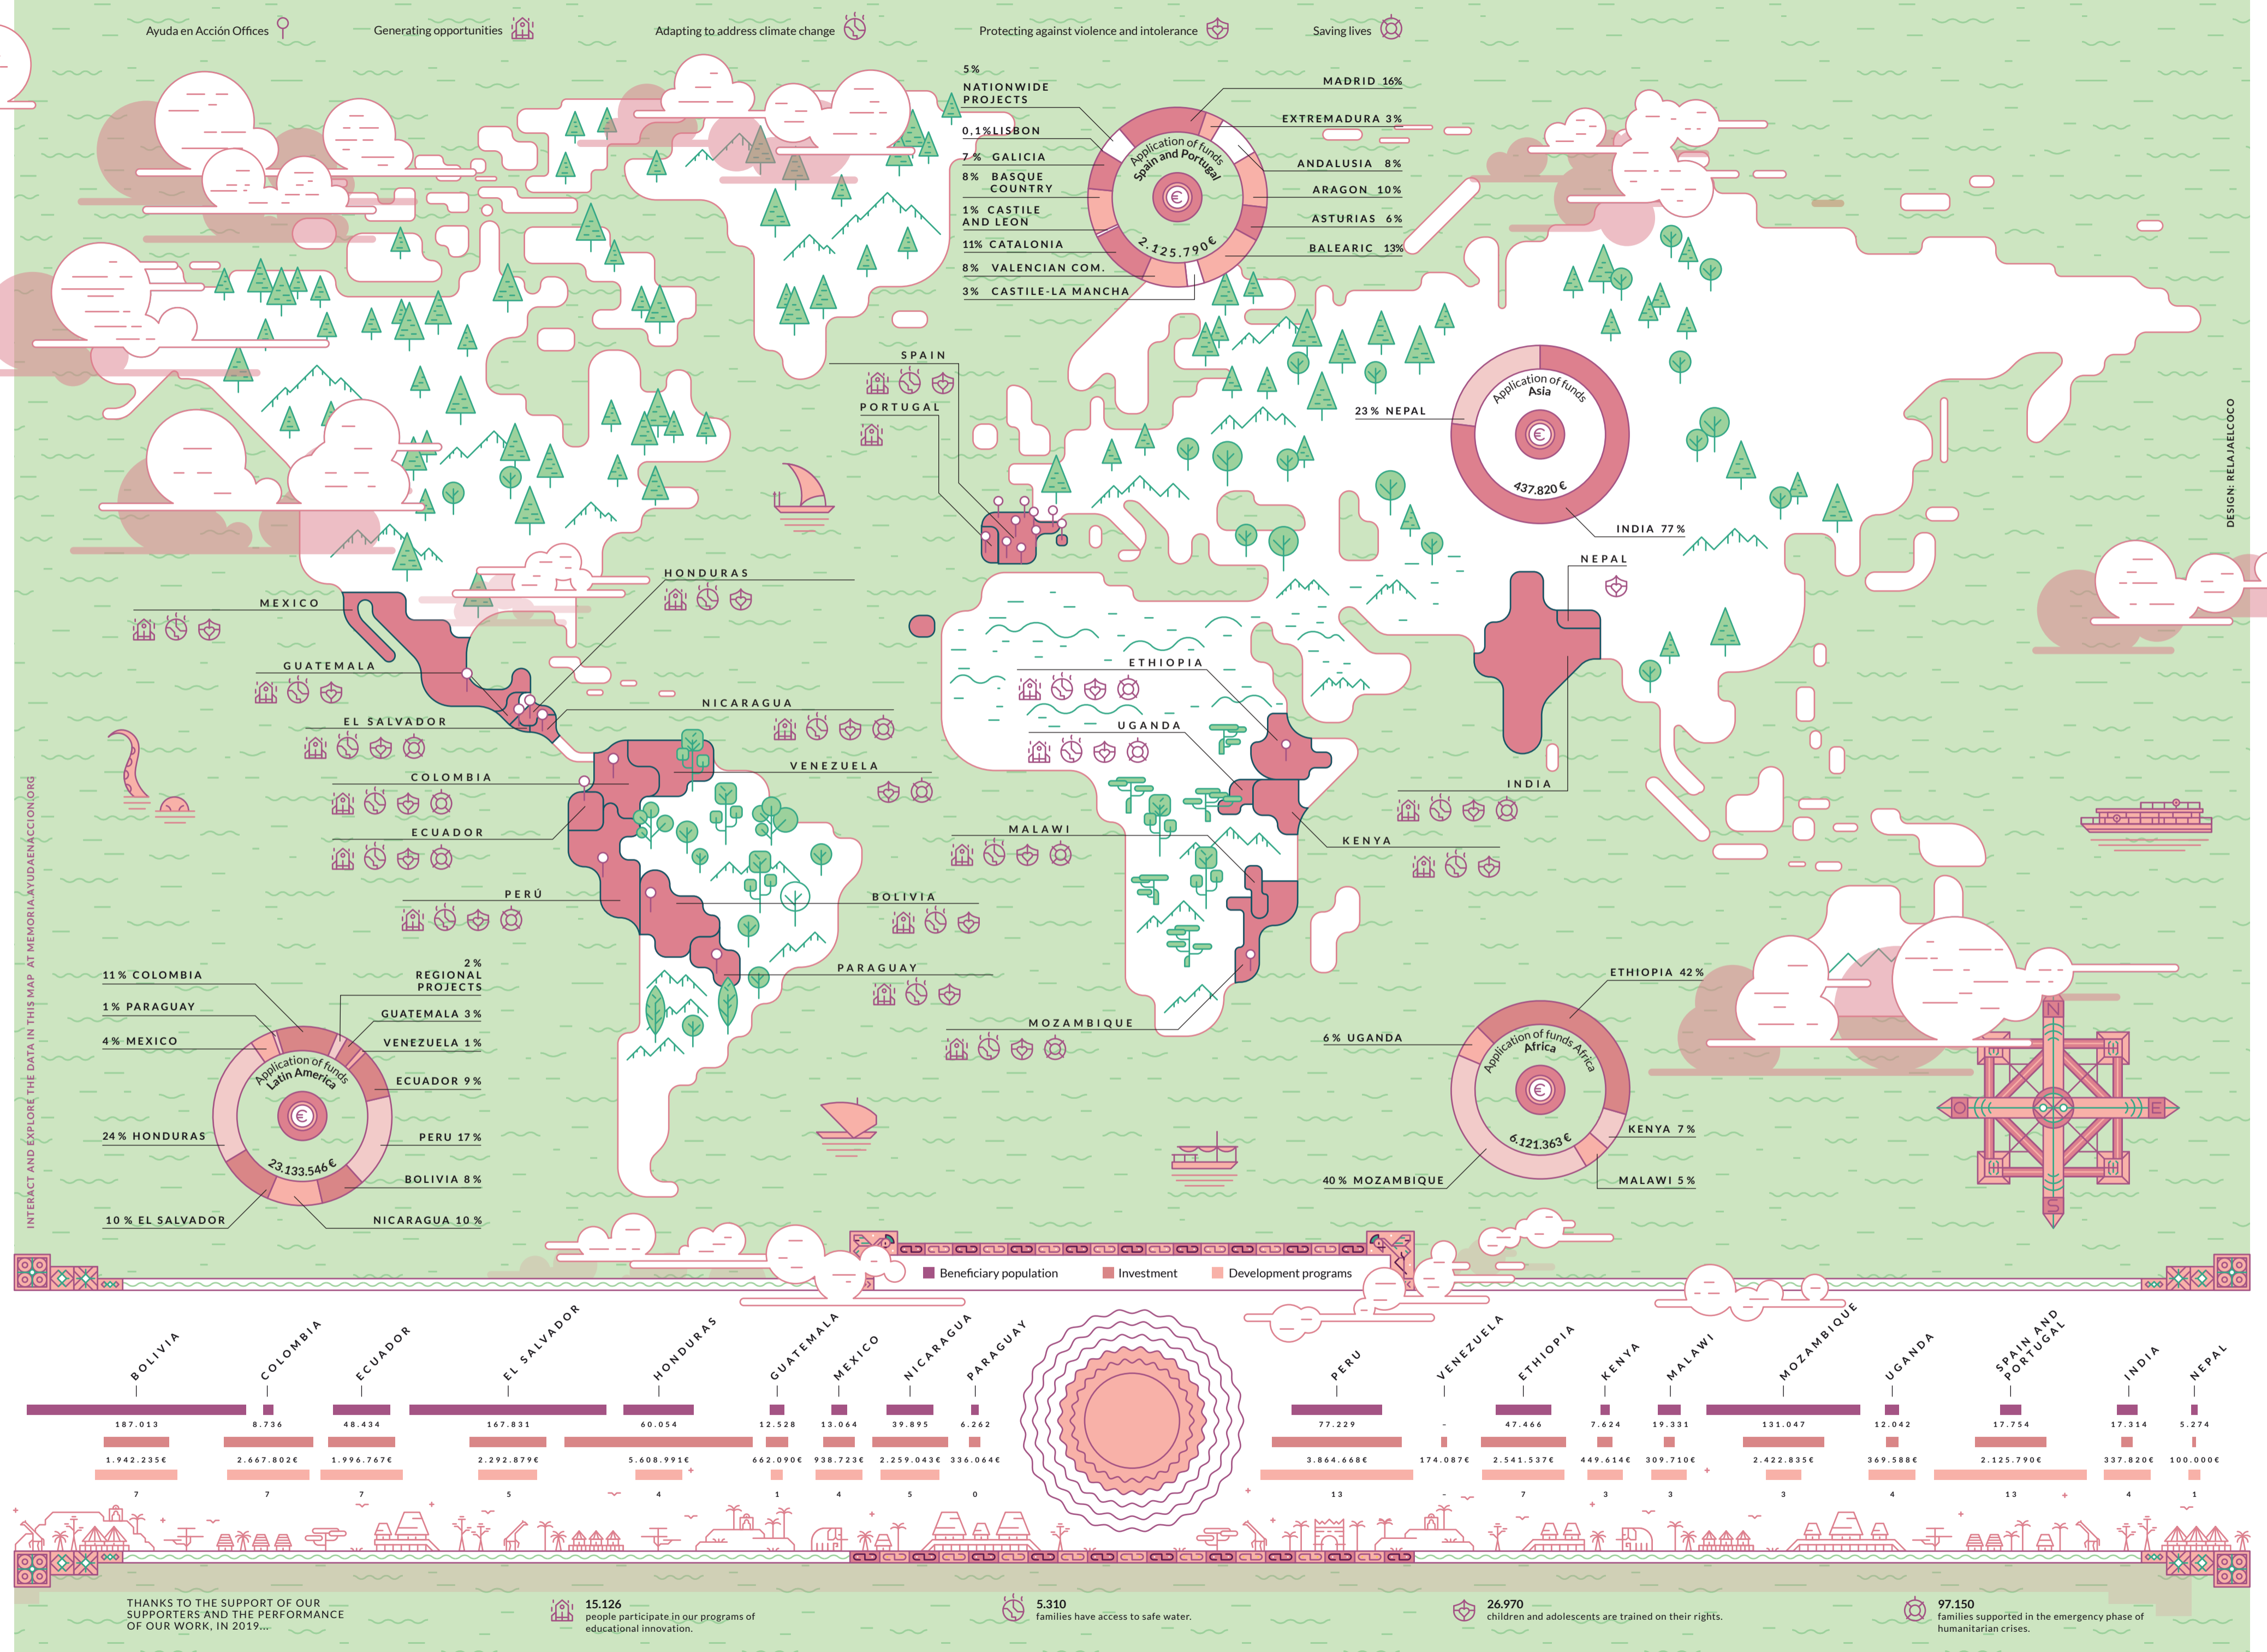 Ayuda en Acción Offices
Generating opportunities
Adapting to address climate change
Protecting against violence and intolerance
Saving lives
5%
NATIONWIDE
PROJECTS
0,1%LISBON
7% GALICIA
8% BASQUE
COUNTRY
1% CASTILE
AND LEON
11% CATALONIA
8% VALENCIAN COM.
3% CASTILE-LA MANCHA
Application of funds
Spain and Portugal
€
2.125.790€
MADRID 16%
EXTREMADURA 3%
ANDALUSIA 8%
ARAGON 10%
ASTURIAS 6%
BALEARIC 13%
SPAIN
PORTUGAL
Application of funds
Asia
€
437.820€
23% NEPAL
INDIA 77%
NEPAL
DESIGN: RELAJAELCOCO
HONDURAS
MEXICO
GUATEMALA
EL SALVADOR
COLOMBIA
ECUADOR
PERÚ
NICARAGUA
VENEZUELA
BOLIVIA
PARAGUAY
ETHIOPIA
UGANDA
MALAWI
MOZAMBIQUE
KENYA
INDIA
INTERACT AND EXPLORE THE DATA IN THIS MAP AT MEMORIA.AYUDAENACCION.ORG
11% COLOMBIA
1% PARAGUAY
4% MEXICO
24% HONDURAS
10% EL SALVADOR
Application of funds
Latin America
€
23.133.546€
2%
REGIONAL
PROJECTS
GUATEMALA 3%
VENEZUELA 1%
ECUADOR 9%
PERU 17%
BOLIVIA 8%
NICARAGUA 10%
6% UGANDA
40% MOZAMBIQUE
Application of funds Africa
Africa
€
6.121.363€
ETHIOPIA 42%
KENYA 7%
MALAWI 5%
N
O
E
S
Beneficiary population
Investment
Development programs
BOLIVIA
COLOMBIA
ECUADOR
EL SALVADOR
HONDURAS
GUATEMALA
MEXICO
NICARAGUA
PARAGUAY
PERU
VENEZUELA
ETHIOPIA
KENYA
MALAWI
MOZAMBIQUE
UGANDA
SPAIN AND
PORTUGAL
INDIA
NEPAL
187.013 8.736 48.434 167.831 60.054 12.528 13.064 39.895 6.262 77.229 - 47.466 7.624 19.331 131.047 12.042 17.754 17.314 5.274
1.942.235€ 2.667.802€ 1.996.767€ 2.292.879€ 5.608.991€ 662.090€ 938.723€ 2.259.043€ 336.064€ 3.864.668€ 174.087€ 2.541.537€ 449.614€ 309.710€ 2.422.835€ 369.588€ 2.125.790€ 337.820€ 100.000€
7 7 7 5 4 1 4 5 0 13 - 7 3 3 3 4 13 4 1
THANKS TO THE SUPPORT OF OUR
SUPPORTERS AND THE PERFORMANCE
OF OUR WORK, IN 2019...
15.126
people participate in our programs of
educational innovation.
5.310
families have access to safe water.
26.970
children and adolescents are trained on their rights.
97.150
families supported in the emergency phase of
humanitarian crises.